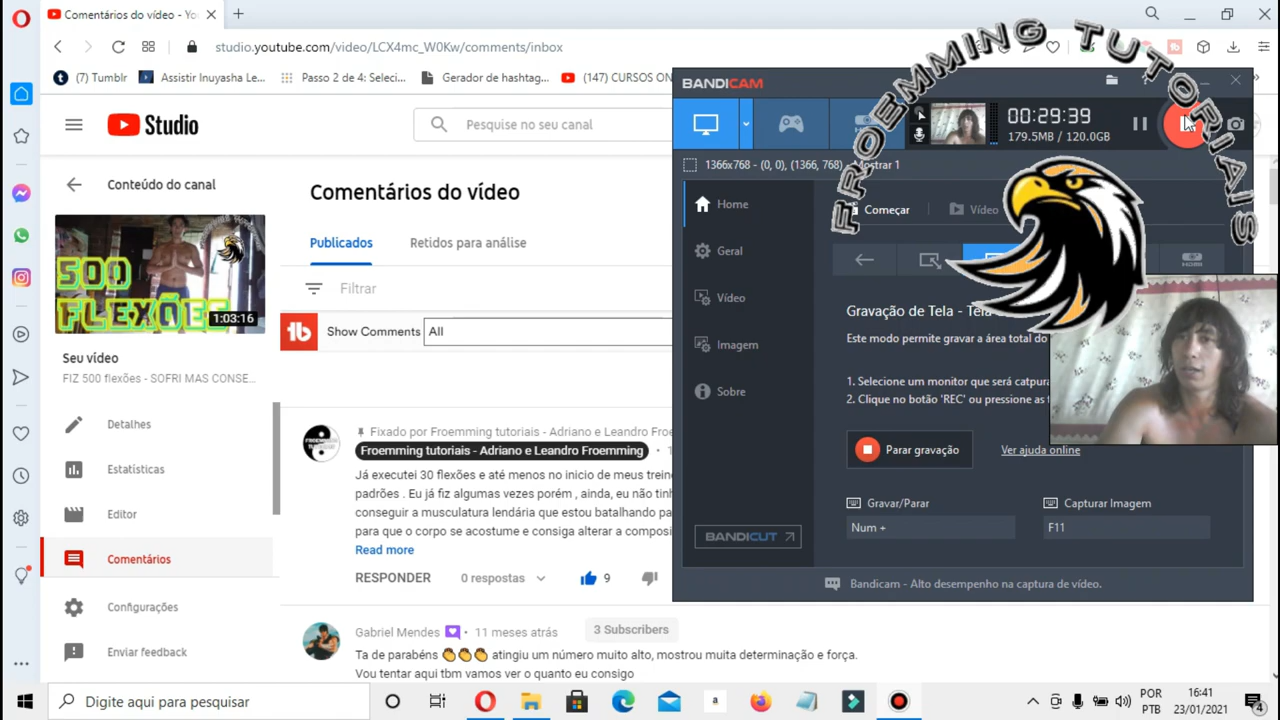 Comentários do vídeo - Yo
studio.youtube.com/video/LCX4mc_W0Kw/comments/inbox
(7) Tumblr
Assistir Inuyasha Le...
Passo 2 de 4: Seleci...
Gerador de hashtag...
(147) CURSOS ON
FROEMMING TUTORIAIS
BANDICAM
Studio
Pesquise no seu canal
00:29:39
179.5MB / 120.0GB
1366x768 - (0, 0), (1366, 768) - Mostrar 1
Conteúdo do canal
Comentários do vídeo
Home
Começar
Vídeo
Publicados
Retidos para análise
Geral
Filtrar
Vídeo
500
FLEXÕES
1:03:16
Show Comments
All
Gravação de Tela - Tela
Este modo permite gravar a área total do
Imagem
Seu vídeo
FIZ 500 flexões - SOFRI MAS CONSE...
1. Selecione um monitor que será catpura
2. Clique no botão 'REC' ou pressione as
Sobre
Detalhes
Fixado por Froemming tutoriais - Adriano e Leandro Froe
Froemming tutoriais - Adriano e Leandro Froemming
Parar gravação
Ver ajuda online
Estatísticas
Já executei 30 flexões e até menos no inicio de meus trein
padrões . Eu já fiz algumas vezes porém , ainda, eu não tinh
conseguir a musculatura lendária que estou batalhando pa
para que o corpo se acostume e consiga alterar a composi
Read more
Gravar/Parar
Capturar Imagem
Num +
F11
Editor
BANDICUT
Comentários
RESPONDER
0 respostas
9
Bandicam - Alto desempenho na captura de vídeo.
Configurações
Gabriel Mendes
11 meses atrás
3 Subscribers
Ta de parabéns 👏👏👏 atingiu um número muito alto, mostrou muita determinação e força.
Vou tentar aqui tbm vamos ver o quanto eu consigo
Enviar feedback
Digite aqui para pesquisar
POR
PTB
16:41
23/01/2021
4